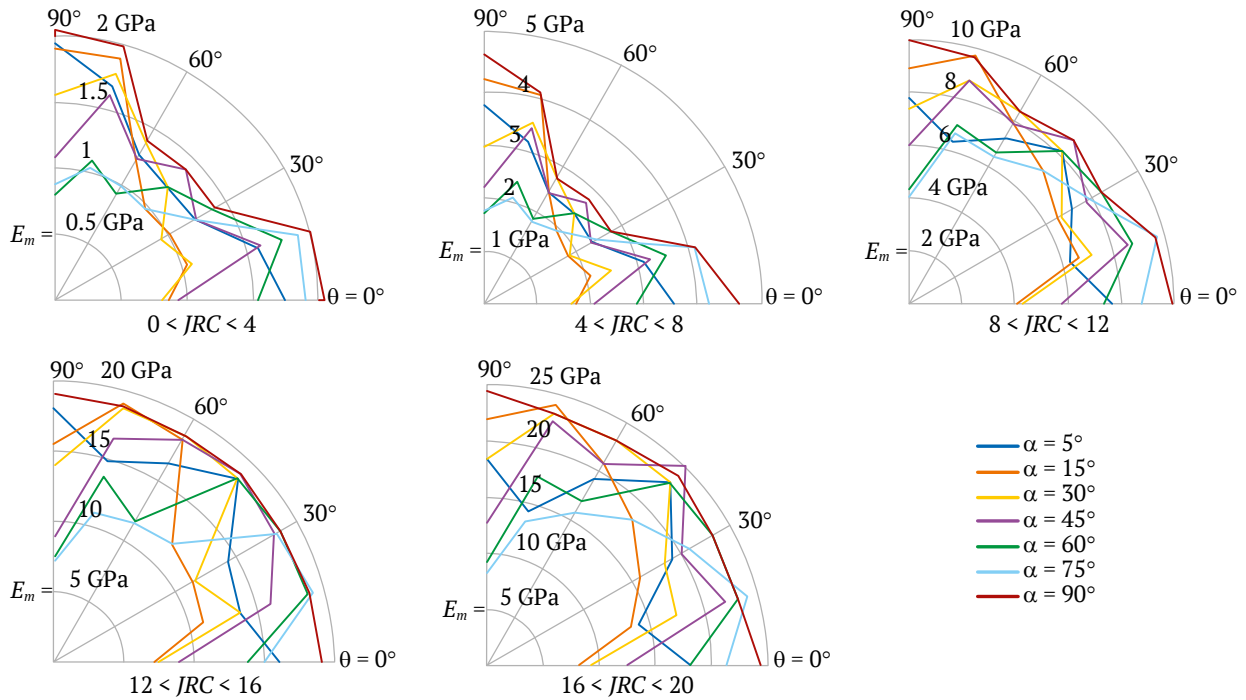 90° 2 GPa
60°
1.5
30°
1
0.5 GPa
E_m =
θ = 0°
0 < JRC < 4
90° 5 GPa
60°
4
3
30°
2
1 GPa
E_m =
θ = 0°
4 < JRC < 8
90° 10 GPa
60°
8
6
30°
4 GPa
2 GPa
E_m =
θ = 0°
8 < JRC < 12
90° 20 GPa
60°
15
10
30°
5 GPa
E_m =
θ = 0°
12 < JRC < 16
90° 25 GPa
60°
20
15
30°
10 GPa
5 GPa
E_m =
θ = 0°
16 < JRC < 20
α = 5°
α = 15°
α = 30°
α = 45°
α = 60°
α = 75°
α = 90°